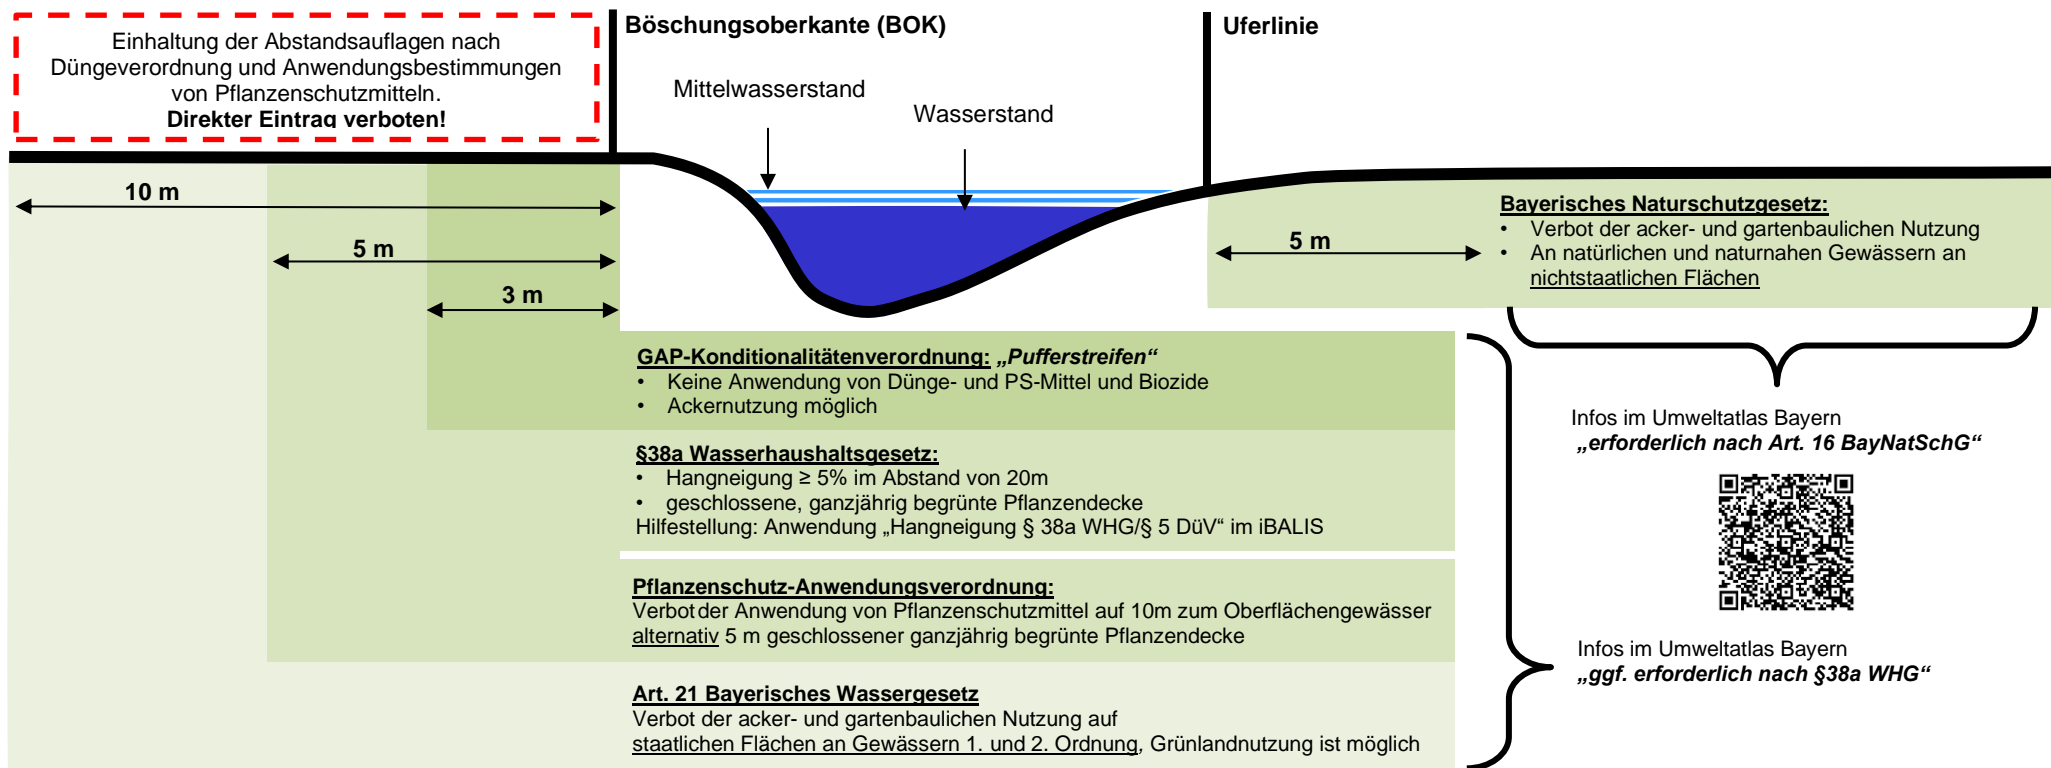 Einhaltung der Abstandsauflagen nach
Düngeverordnung und Anwendungsbestimmungen
von Pflanzenschutzmitteln.
Direkter Eintrag verboten!
Böschungsoberkante (BOK)
Uferlinie
Mittelwasserstand
Wasserstand
10 m
5 m
3 m
5 m
Bayerisches Naturschutzgesetz:
• Verbot der acker- und gartenbaulichen Nutzung
• An natürlichen und naturnahen Gewässern an
nichtstaatlichen Flächen
GAP-Konditionalitätenverordnung: „Pufferstreifen“
• Keine Anwendung von Dünge- und PS-Mittel und Biozide
• Ackernutzung möglich
§38a Wasserhaushaltsgesetz:
• Hangneigung ≥ 5% im Abstand von 20m
• geschlossene, ganzjährig begrünte Pflanzendecke
Hilfestellung: Anwendung „Hangneigung § 38a WHG/§ 5 DüV“ im iBALIS
Pflanzenschutz-Anwendungsverordnung:
Verbot der Anwendung von Pflanzenschutzmittel auf 10m zum Oberflächengewässer
alternativ 5 m geschlossener ganzjährig begrünte Pflanzendecke
Art. 21 Bayerisches Wassergesetz
Verbot der acker- und gartenbaulichen Nutzung auf
staatlichen Flächen an Gewässern 1. und 2. Ordnung, Grünlandnutzung ist möglich
Infos im Umweltatlas Bayern
„erforderlich nach Art. 16 BayNatSchG“
Infos im Umweltatlas Bayern
„ggf. erforderlich nach §38a WHG“